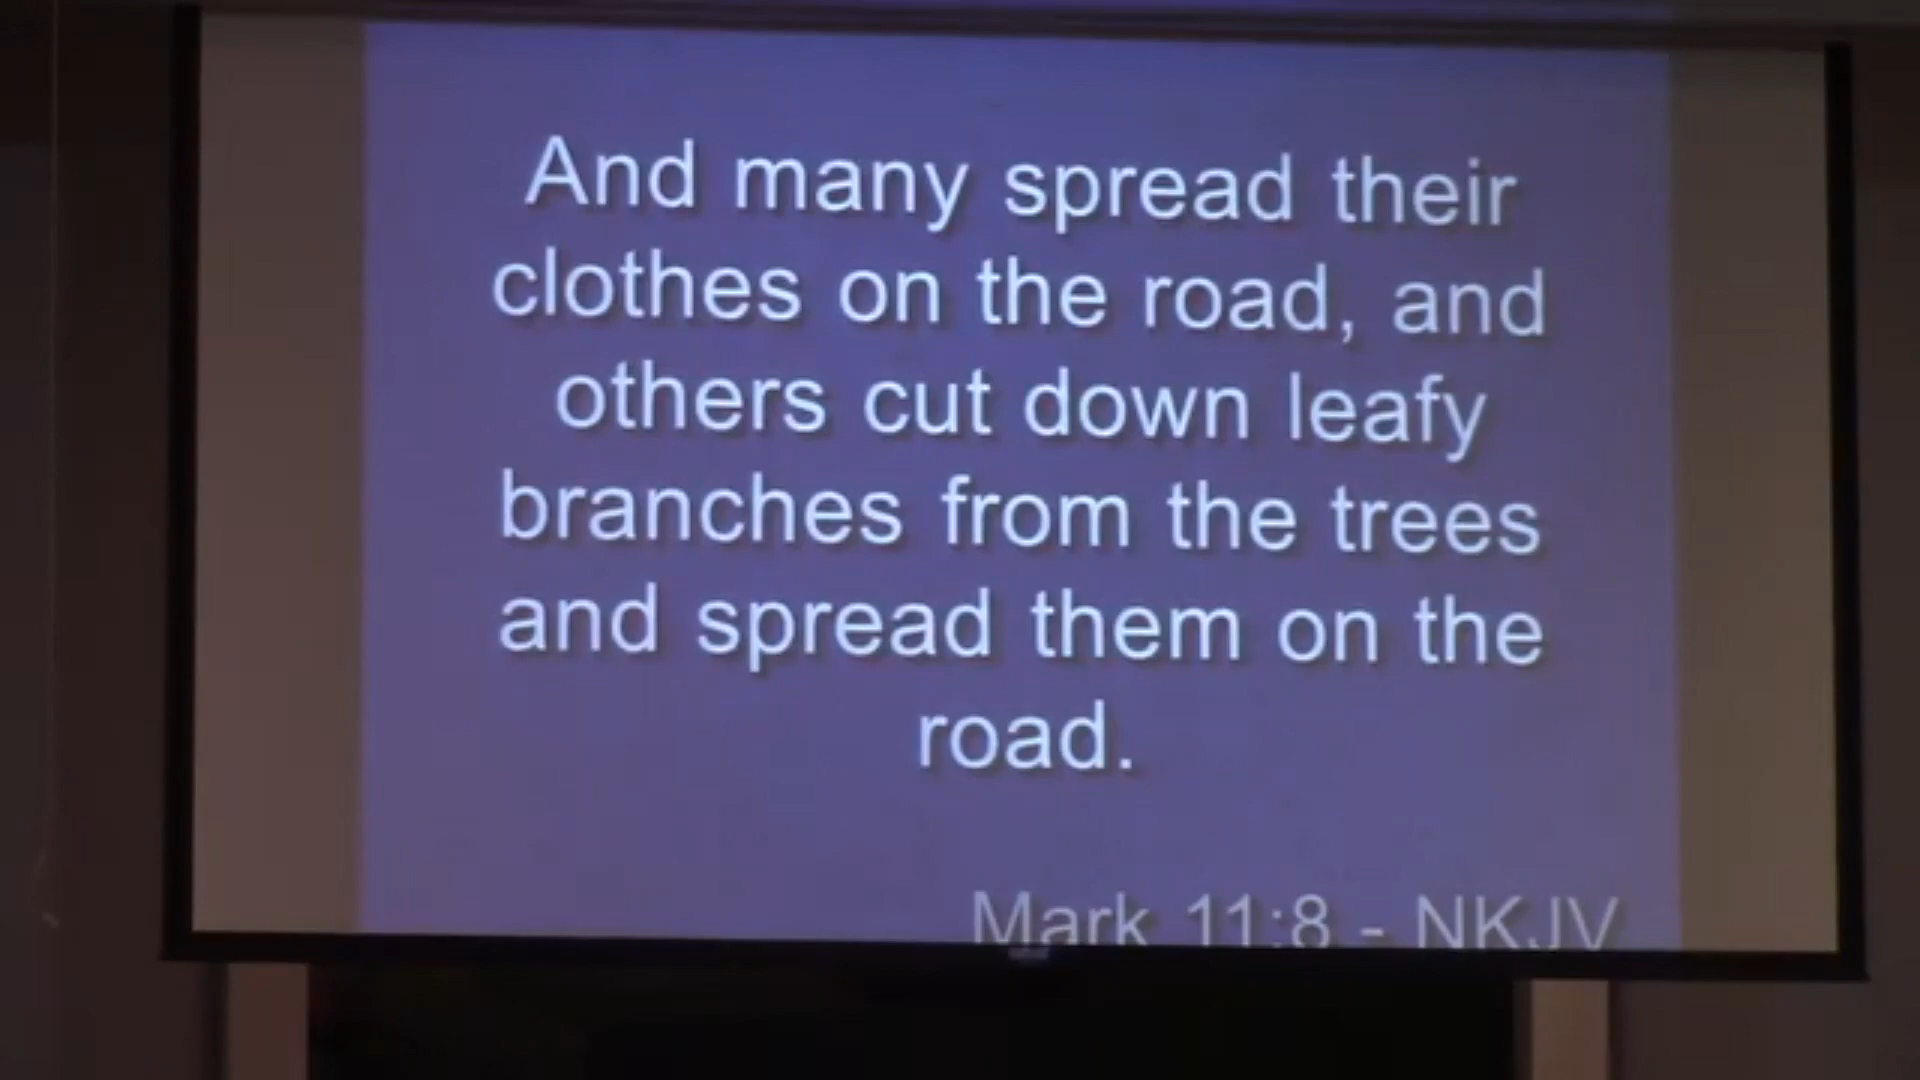 And many spread their
clothes on the road, and
others cut down leafy
branches from the trees
and spread them on the
road.
Mark 11:8 - NKJV